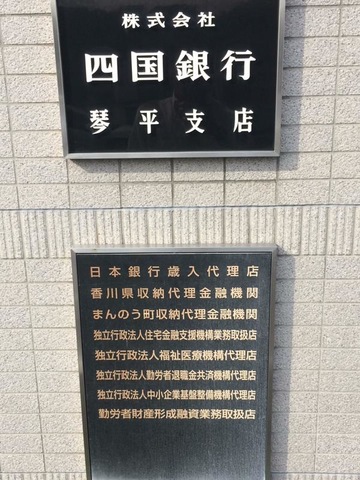 株式会社
四国銀行
琴平支店
日本銀行歳入代理店
香川県収納代理金融機関
まんのう町収納代理金融機関
独立行政法人住宅金融支援機構業務取扱店
独立行政法人福祉医療機構代理店
独立行政法人勤労者退職金共済機構代理店
独立行政法人中小企業基盤整備機構代理店
勤労者財産形成融資業務取扱店